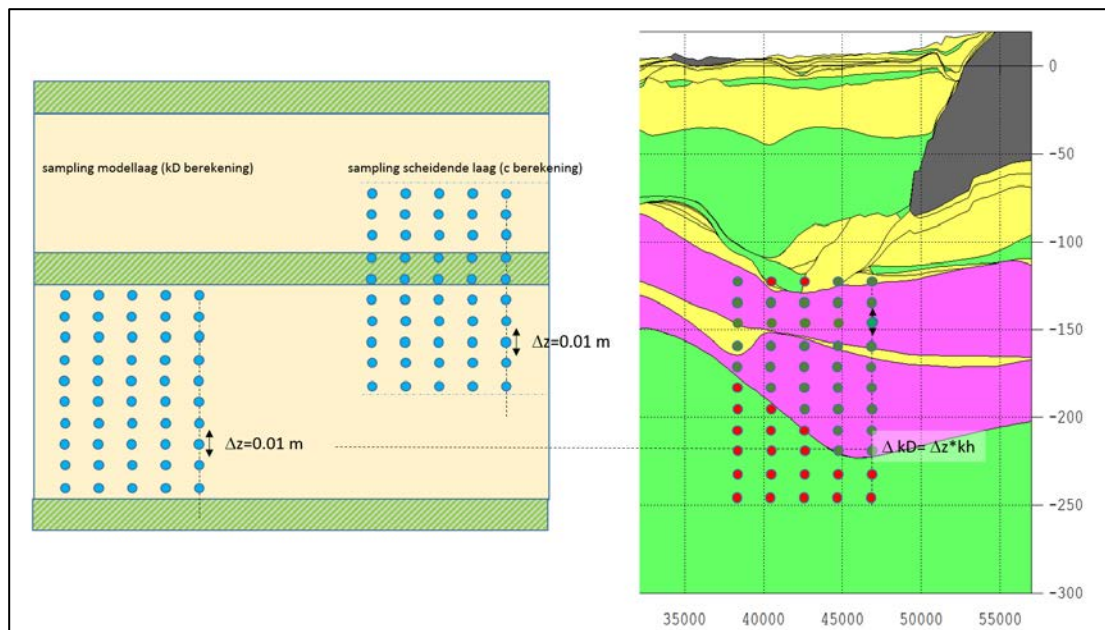 sampling modellaag (kD berekening)
sampling scheidende laag (c berekening)
Δz=0.01 m
Δz=0.01 m
Δ kD= Δz*kh
0
-50
-100
-150
-200
-250
-300
35000 40000 45000 50000 55000